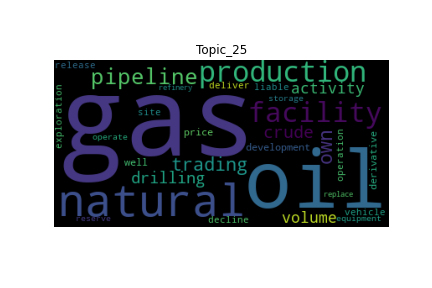 Topic_25
release
pipeline
production
refinery
deliver
liable
activity
storage
gas
facility
exploration
site
crude
operate
price
own
operation
derivative
development
well
trading
drilling
oil
natural
replace
reserve
decline
volume
vehicle
equipment